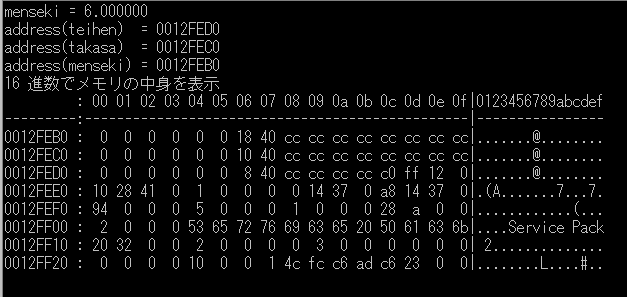 menseki = 6.000000
address(teihen)  = 0012FED0
address(takasa)  = 0012FEC0
address(menseki) = 0012FEB0
16 進数でメモリの中身を表示
         : 00 01 02 03 04 05 06 07 08 09 0a 0b 0c 0d 0e 0f|0123456789abcdef
---------:------------------------------------------------|----------------
0012FEB0 :  0  0  0  0  0  0 18 40 cc cc cc cc cc cc cc cc|.......@........
0012FEC0 :  0  0  0  0  0  0 10 40 cc cc cc cc cc cc cc cc|.......@........
0012FED0 :  0  0  0  0  0  0  8 40 cc cc cc cc c0 ff 12  0|.......@........
0012FEE0 : 10 28 41  0  1  0  0  0  0 14 37  0 a8 14 37  0|.(A.......7...7.
0012FEF0 : 94  0  0  0  5  0  0  0  1  0  0  0 28  a  0  0|............(...
0012FF00 :  2  0  0  0 53 65 72 76 69 63 65 20 50 61 63 6b|....Service Pack
0012FF10 : 20 32  0  0  2  0  0  0  0  3  0  0  0  0  0  0| 2..............
0012FF20 :  0  0  0  0 10  0  0  1 4c fc c6 ad c6 23  0  0|........L....#..